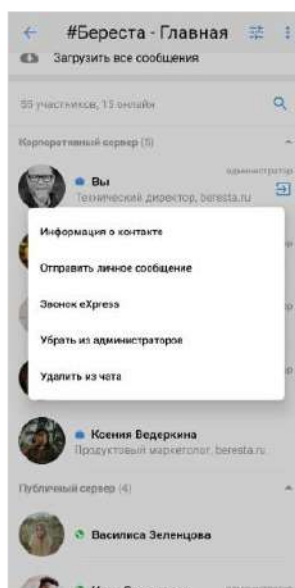 #Береста - Главная
Загрузить все сообщения
55 участников, 13 онлайн
Корпоративный сервер (5)
администратор
Вы
Технический директор, beresta.ru
Информация о контакте
Отправить личное сообщение
Звонок eXpress
Убрать из администраторов
Удалить из чата
Ксения Ведеркина
Продуктовый маркетолог, beresta.ru
Публичный сервер (4)
Василиса Зеленцова